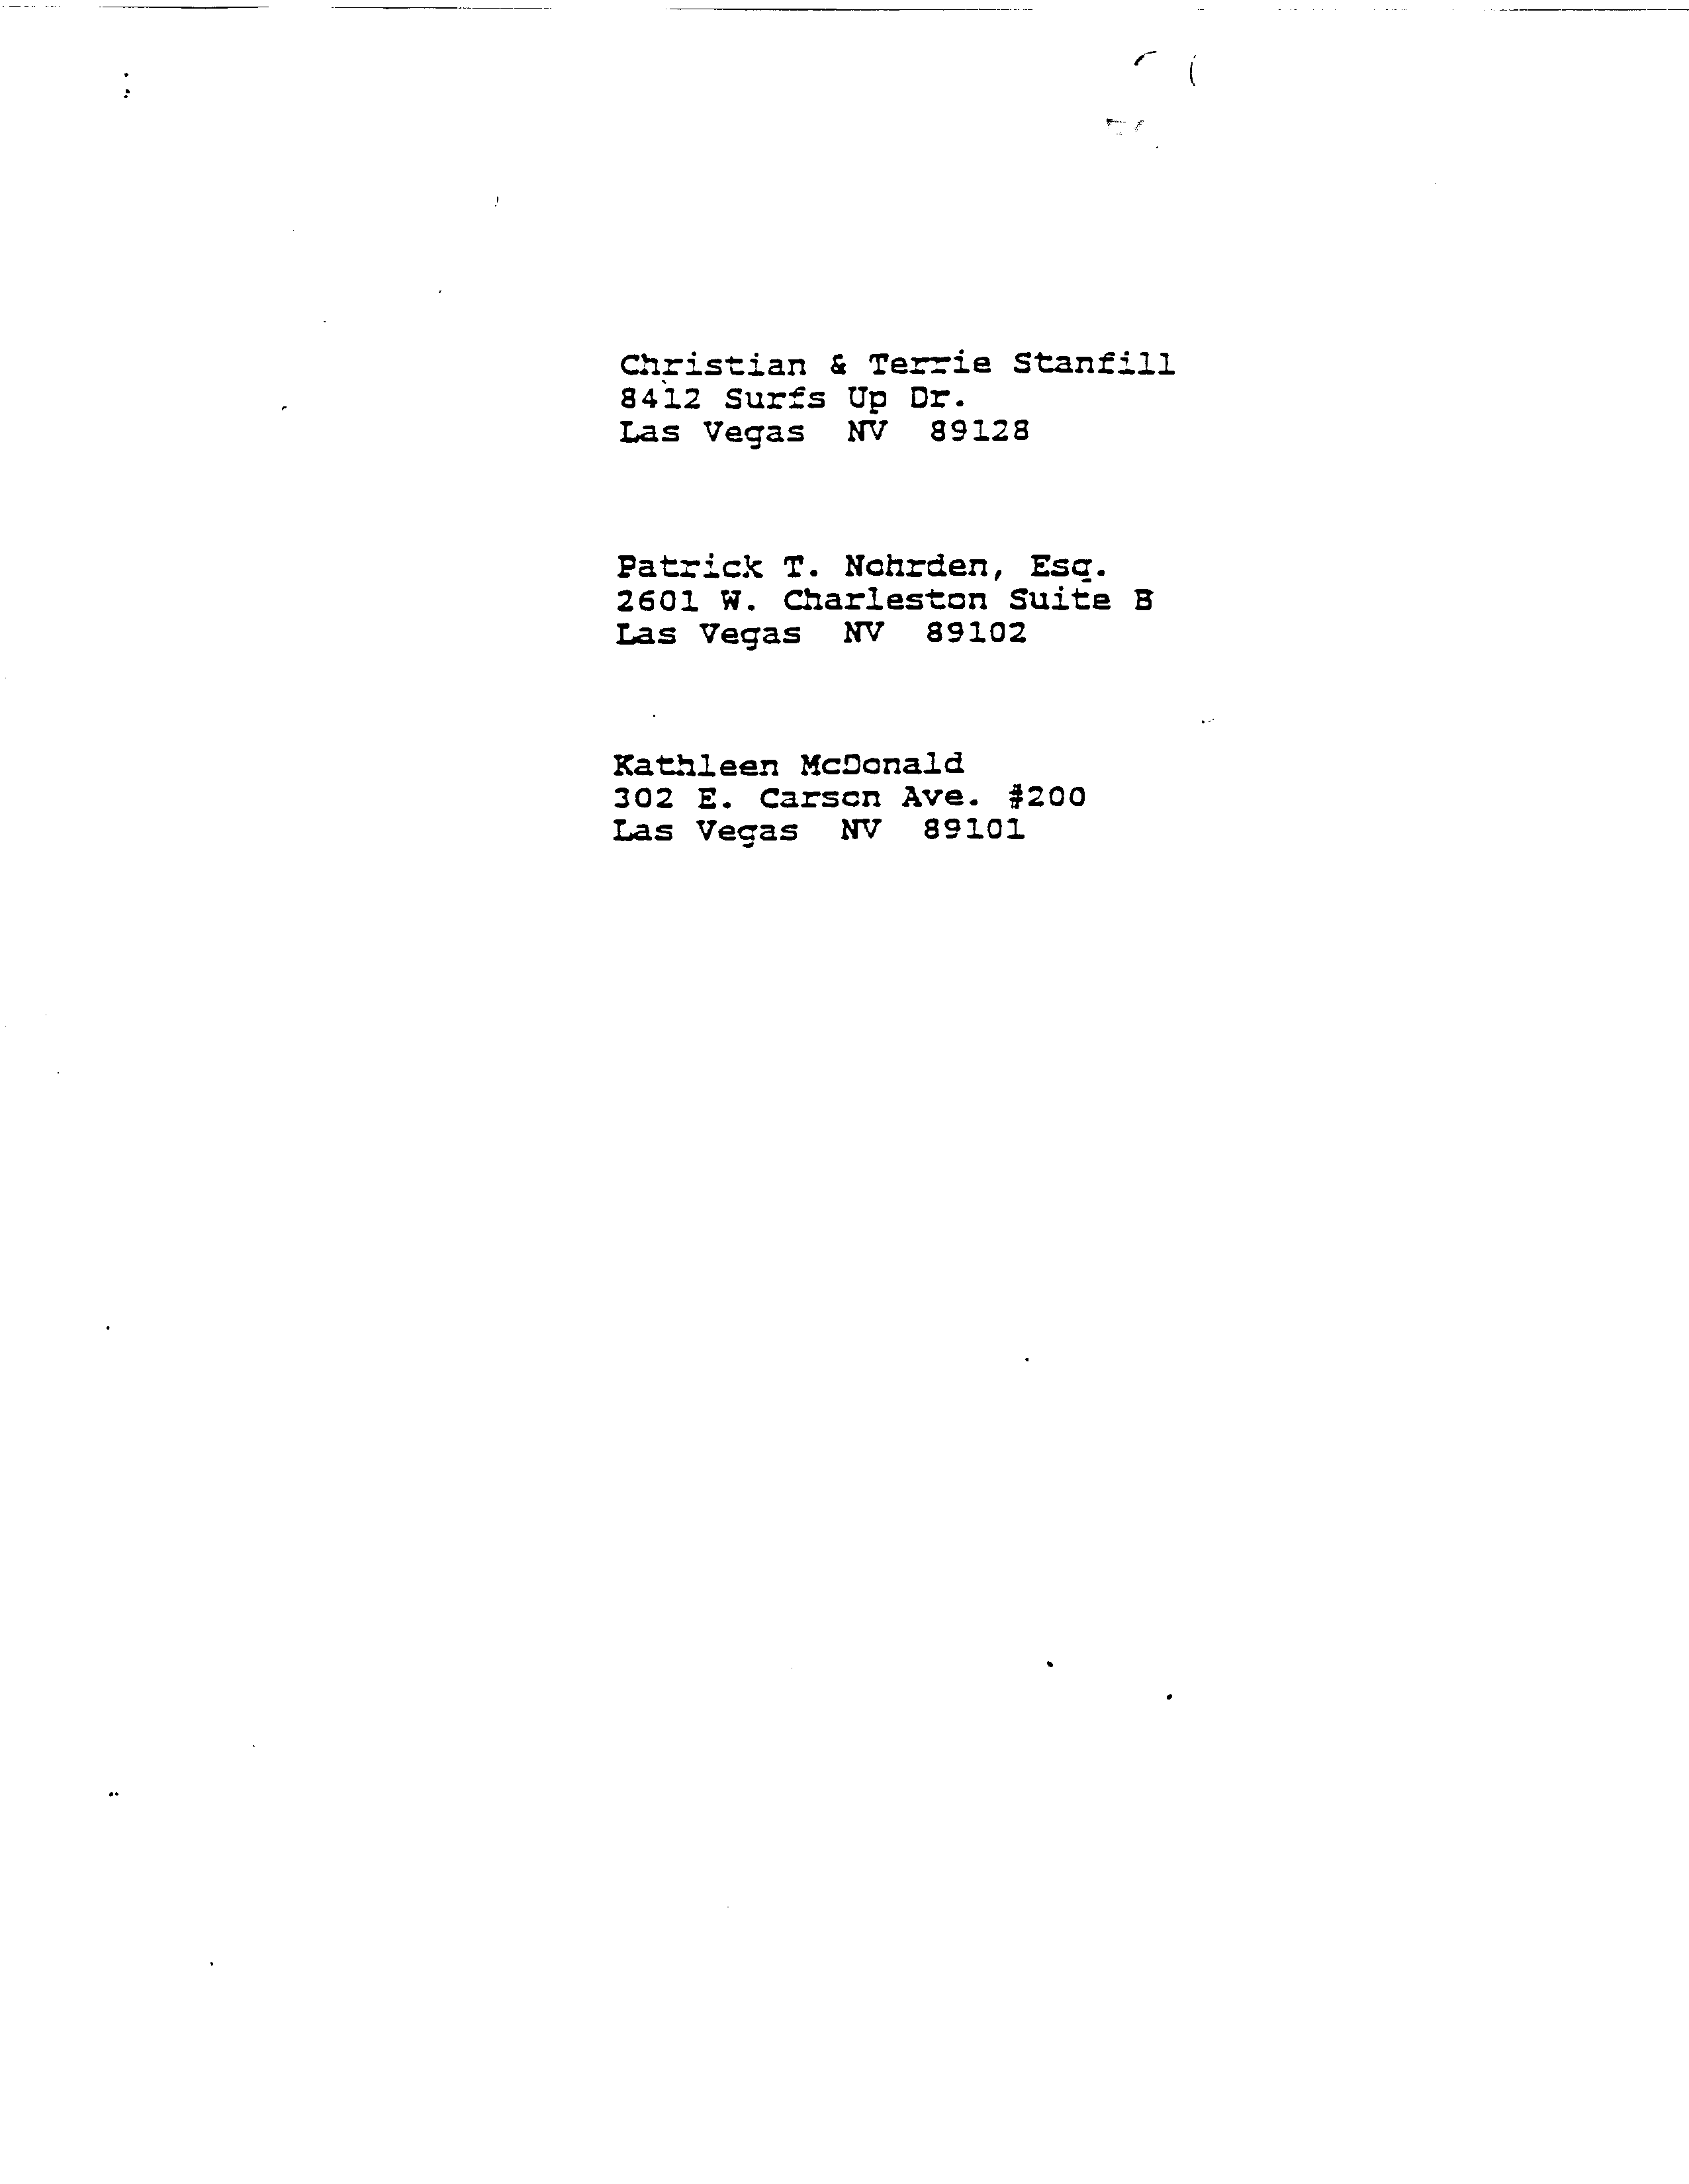 Christian & Terrie Stanfill
8412 Surfs Up Dr.
Las Vegas NV 89128
Patrick T. Nohrden, Esq.
2601 W. Charleston Suite B
Las Vegas NV 89102
Kathleen McDonald
302 E. Carson Ave. #200
Las Vegas NV 89101